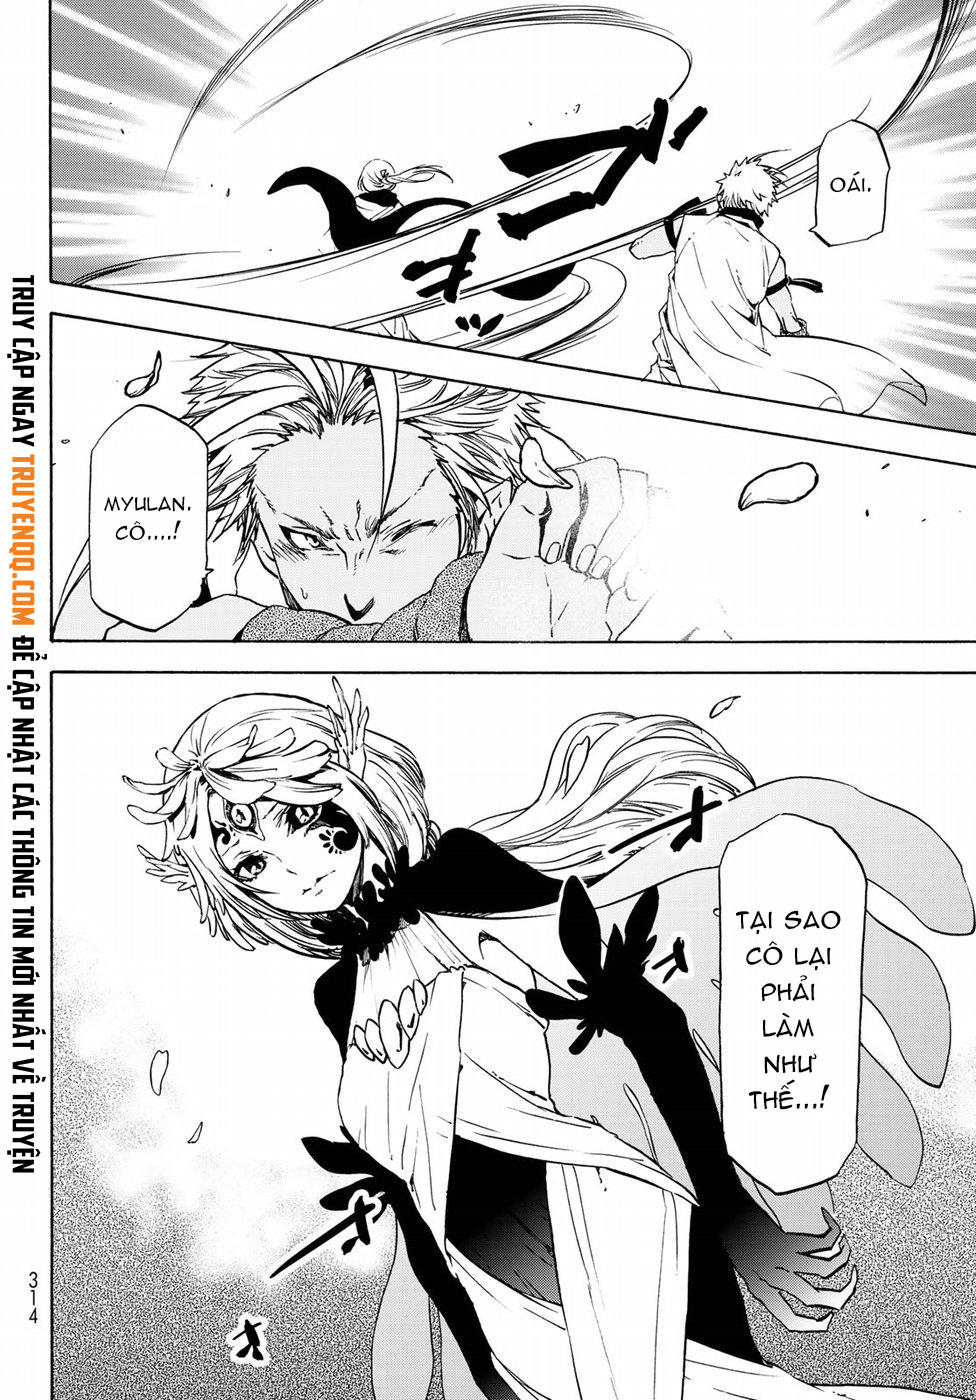 OÁI.
MYULAN,
CÔ....!
TẠI SAO
CÔ LẠI
PHẢI
LÀM
NHƯ
THẾ...!
TRUY CẬP NGAY TRUYENQQ.COM ĐỂ CẬP NHẬT CÁC THÔNG TIN MỚI NHẤT VỀ TRUYỆN
314